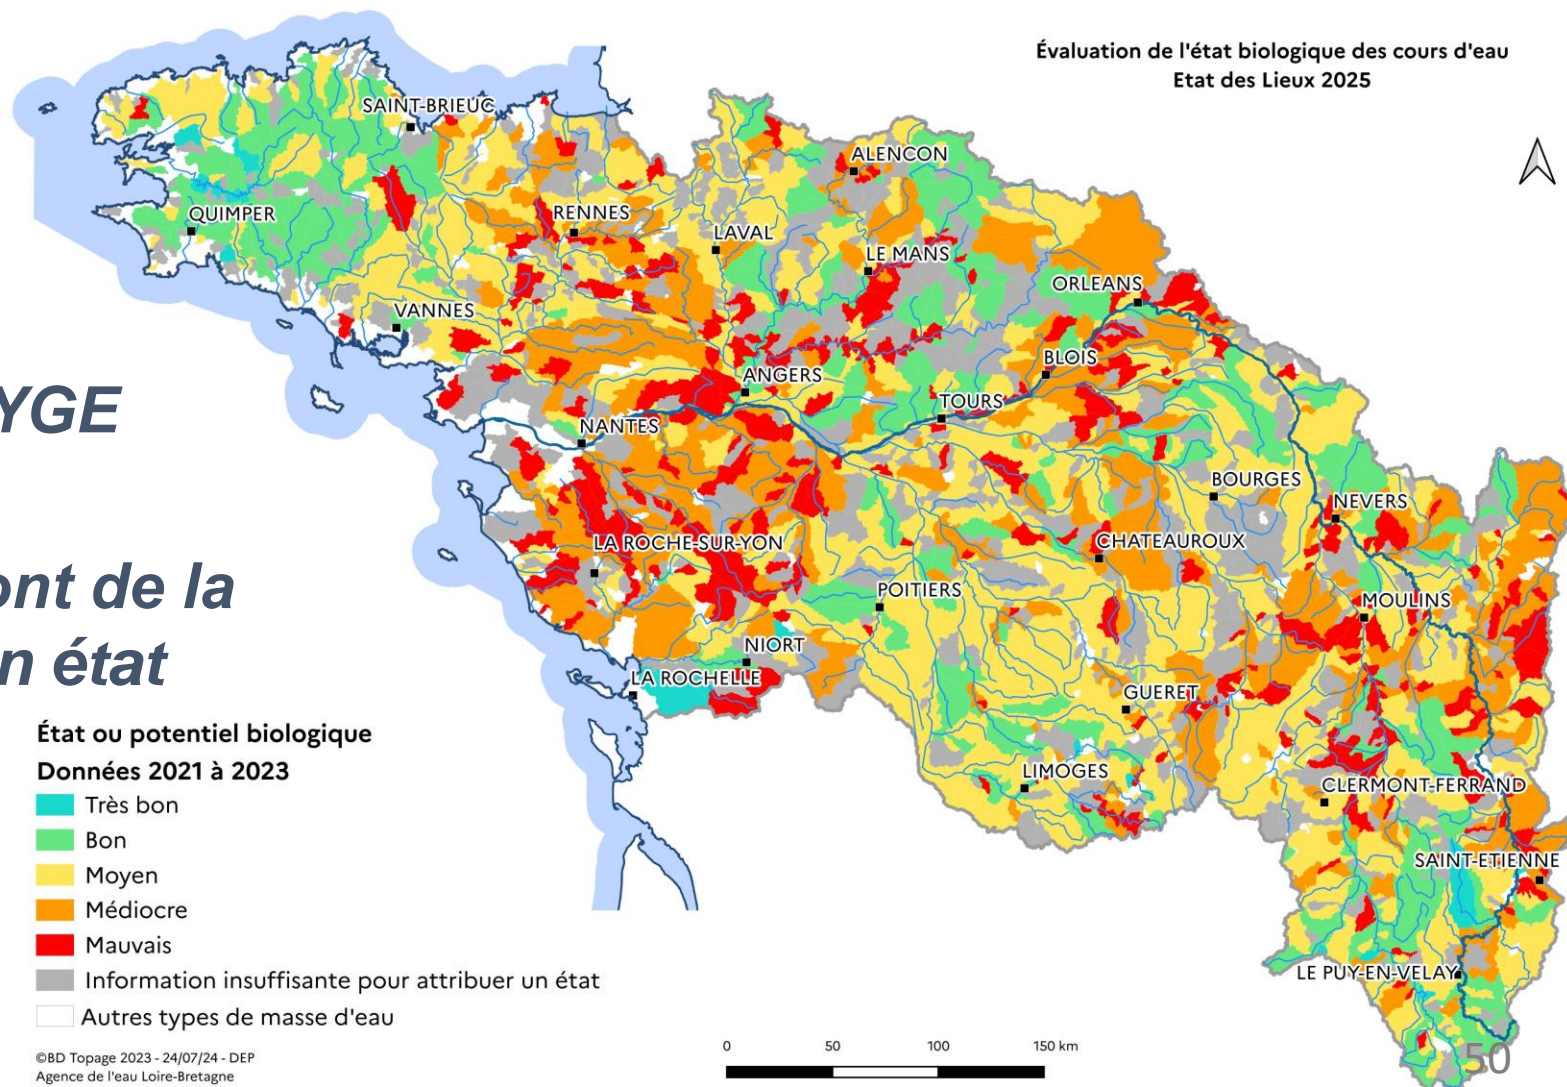 Évaluation de l'état biologique des cours d'eau
Etat des Lieux 2025
SAINT-BRIEUC
ALENCON
QUIMPER
RENNES
LAVAL
LE MANS
ORLEANS
VANNES
BLOIS
ANGERS
TOURS
YGE
NANTES
BOURGES
NEVERS
LA ROCHE-SUR-YON
CHATEAUROUX
ont de la
n état
POITIERS
MOULINS
NIORT
LA ROCHELLE
GUERET
LIMOGES
CLERMONT-FERRAND
SAINT-ETIENNE
LE PUY-EN-VELAY
État ou potentiel biologique
Données 2021 à 2023
Très bon
Bon
Moyen
Médiocre
Mauvais
Information insuffisante pour attribuer un état
Autres types de masse d'eau
©BD Topage 2023 - 24/07/24 - DEP
Agence de l'eau Loire-Bretagne
0 50 100 150 km
50